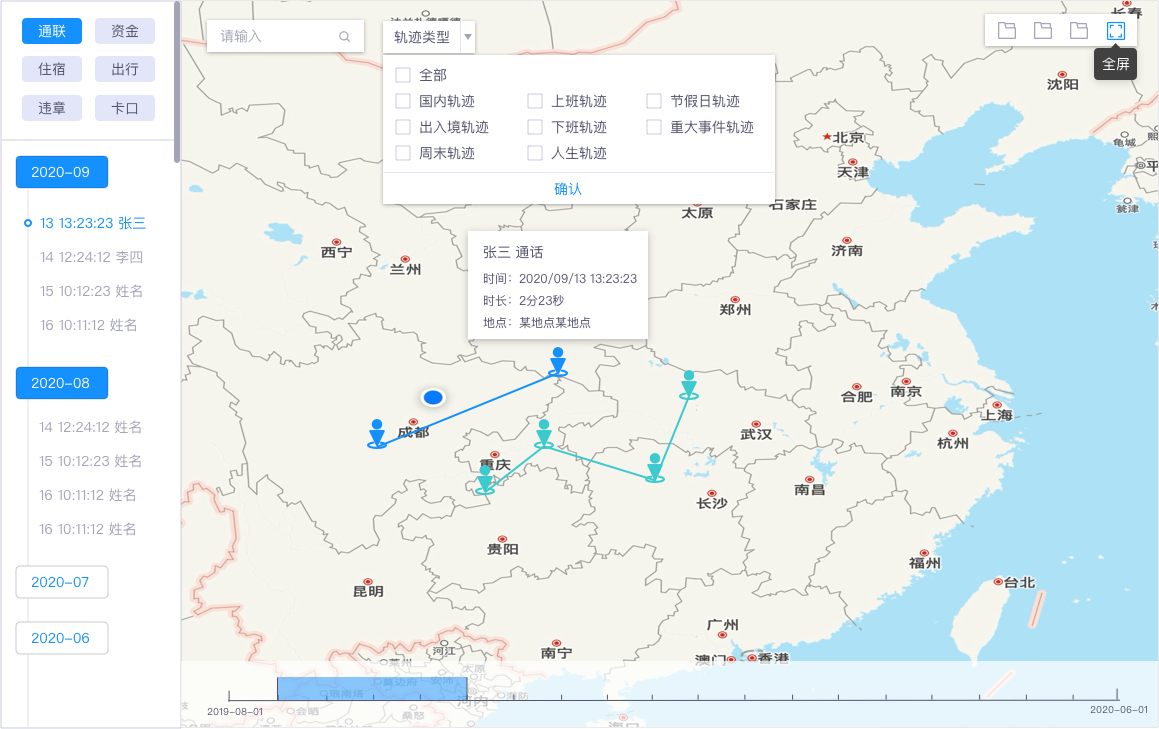 通联 资金
住宿 出行
违章 卡口
2020-09
13 13:23:23 张三
14 12:24:12 李四
15 10:12:23 姓名
16 10:11:12 姓名
2020-08
14 12:24:12 姓名
15 10:12:23 姓名
16 10:11:12 姓名
16 10:11:12 姓名
2020-07
2020-06
请输入
轨迹类型
全屏
全部
国内轨迹 上班轨迹 节假日轨迹
出入境轨迹 下班轨迹 重大事件轨迹
周末轨迹 人生轨迹
确认
张三 通话
时间：2020/09/13 13:23:23
时长：2分23秒
地点：某地点某地点
长春
沈阳
北京
天津
石家庄
太原
济南
西宁
兰州
郑州
合肥
南京
上海
成都
武汉
杭州
重庆
南昌
长沙
贵阳
福州
昆明
台北
广州
南宁
澳门
香港
河江
河内
海口
2019-08-01
2020-06-01